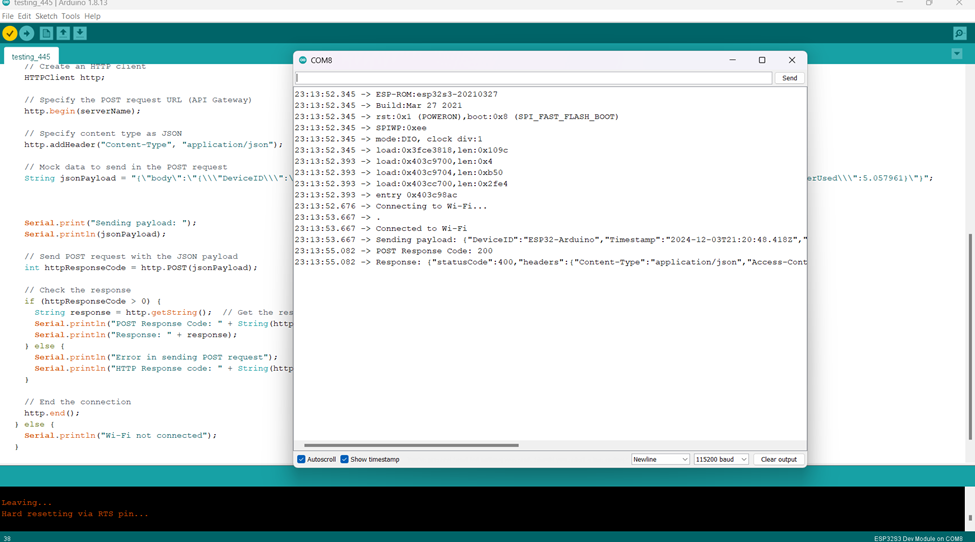 testing_445 | Arduino 1.8.13
File Edit Sketch Tools Help
testing_445
// Create an HTTP client
HTTPClient http;
// Specify the POST request URL (API Gateway)
http.begin(serverName);
// Specify content type as JSON
http.addHeader("Content-Type", "application/json");
// Mock data to send in the POST request
String jsonPayload = "{\"body\":\"{\\\"DeviceID\\\":\
erUsed\\\":5.057961}\"}";
Serial.print("Sending payload: ");
Serial.println(jsonPayload);
// Send POST request with the JSON payload
int httpResponseCode = http.POST(jsonPayload);
// Check the response
if (httpResponseCode > 0) {
String response = http.getString(); // Get the res
Serial.println("POST Response Code: " + String(http
Serial.println("Response: " + response);
} else {
Serial.println("Error in sending POST request");
Serial.println("HTTP Response code: " + String(http
}
// End the connection
http.end();
} else {
Serial.println("Wi-Fi not connected");
}
COM8
Send
23:13:52.345 -> ESP-ROM:esp32s3-20210327
23:13:52.345 -> Build:Mar 27 2021
23:13:52.345 -> rst:0x1 (POWERON),boot:0x8 (SPI_FAST_FLASH_BOOT)
23:13:52.345 -> SPIWP:0xee
23:13:52.345 -> mode:DIO, clock div:1
23:13:52.345 -> load:0x3fce3818,len:0x109c
23:13:52.393 -> load:0x403c9700,len:0x4
23:13:52.393 -> load:0x403c9704,len:0xb50
23:13:52.393 -> load:0x403cc700,len:0x2fe4
23:13:52.393 -> entry 0x403c98ac
23:13:52.676 -> Connecting to Wi-Fi...
23:13:53.667 -> .
23:13:53.667 -> Connected to Wi-Fi
23:13:53.667 -> Sending payload: {"DeviceID":"ESP32-Arduino","Timestamp":"2024-12-03T21:20:48.418Z","
23:13:55.082 -> POST Response Code: 200
23:13:55.082 -> Response: {"statusCode":400,"headers":{"Content-Type":"application/json","Access-Cont
Autoscroll Show timestamp
Newline 115200 baud Clear output
Leaving...
Hard resetting via RTS pin...
38
ESP32S3 Dev Module on COM8